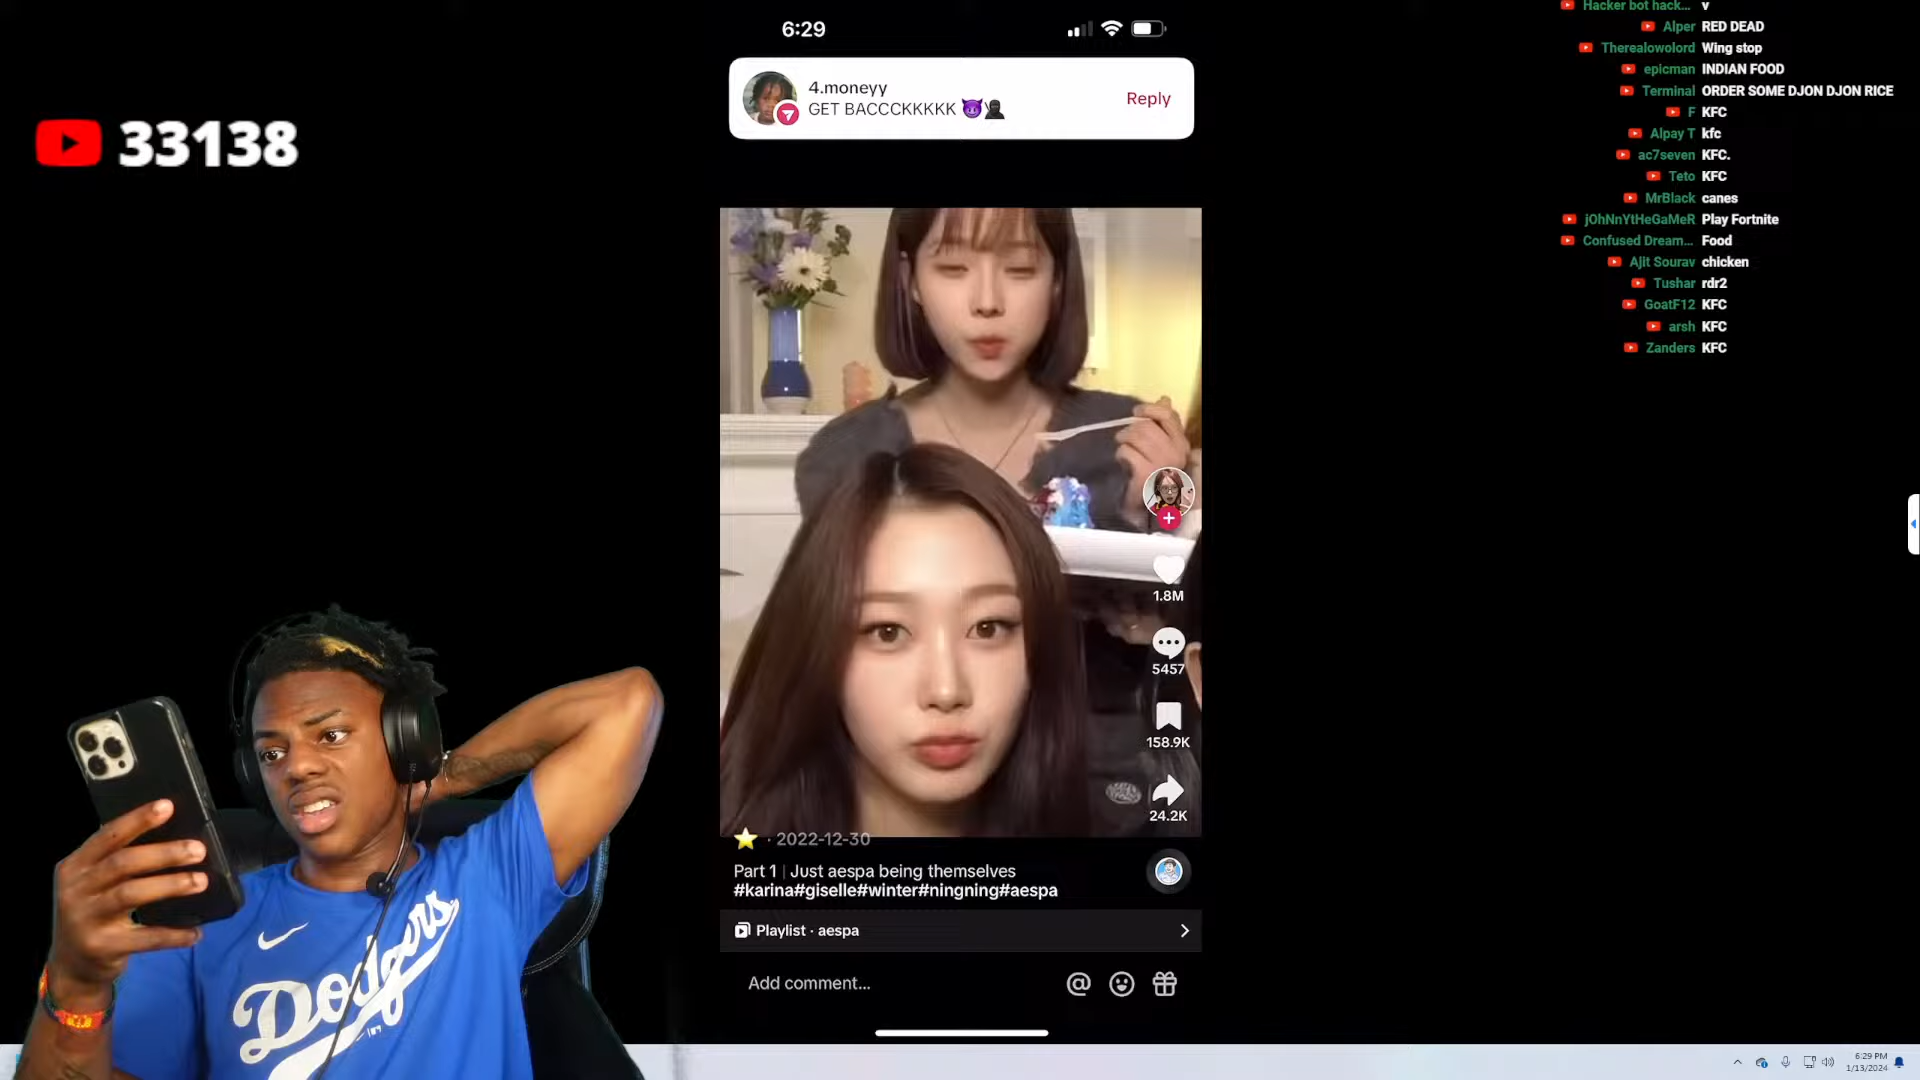 33138
6:29
4.moneyy
GET BACCCKKKKK 😈🥷🏿
Reply
1.8M
5457
158.9K
24.2K
⭐ · 2022-12-30
Part 1 | Just aespa being themselves
#karina#giselle#winter#ningning#aespa
Playlist · aespa
Add comment...
Dodgers
Hacker bot hack... v
Alper RED DEAD
Therealowolord Wing stop
epicman INDIAN FOOD
Terminal ORDER SOME DJON DJON RICE
F KFC
Alpay T kfc
ac7seven KFC.
Teto KFC
MrBlack canes
jOhNnYtHeGaMeR Play Fortnite
Confused Dream... Food
Ajit Sourav chicken
Tushar rdr2
GoatF12 KFC
arsh KFC
Zanders KFC
6:29 PM
1/13/2024